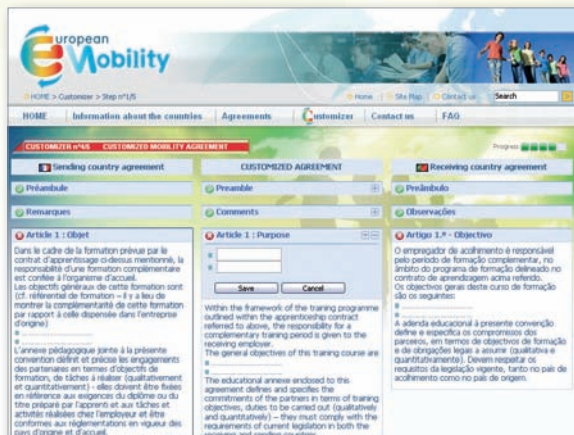 European
Mobility
HOME > Customizer > Step n°1/5
Home
Site Map
Contact us
Search
HOME
Information about the countries
Agreements
Customizer
Contact us
FAQ
CUSTOMIZER n°4/5 CUSTOMIZED MOBILITY AGREEMENT
Progress
Sending country agreement
CUSTOMIZED AGREEMENT
Receiving country agreement
Préambule
Preamble
Preâmbulo
Remarques
Comments
Observações
Article 1 : Objet
Dans le cadre de la formation prévue par le
contrat d'apprentissage ci-dessus mentionné, la
responsabilité d'une formation complémentaire
est confiée à l'organisme d'accueil.
Les objectifs généraux de cette formation sont
(cf. référentiel de formation – il y a lieu de
montrer la complémentarité de cette formation
par rapport à celle dispensée dans l'entreprise
d'origine)
L'annexe pédagogique jointe à la présente
convention définit et précise les engagements
des partenaires en termes d'objectifs de
formation, de tâches à réaliser (qualitativement
et quantitativement) - elles doivent être fixées
en référence aux exigences du diplôme ou du
titre préparé par l'apprenti et aux tâches et
activités réalisées chez l'employeur et être
conformes aux réglementations en vigueur des
pays d'origine et d'accueil.
Article 1 : Purpose
Save
Cancel
Within the framework of the training programme
outlined within the apprenticeship contract
referred to above, the responsibility for a
complementary training period is given to the
receiving employer.
The general objectives of this training course are
The educational annexe enclosed to this
agreement defines and specifies the
commitments of the partners in terms of training
objectives, duties to be carried out (qualitatively
and quantitatively) – they must comply with the
requirements of current legislation in both the
receiving and sending countries
Artigo 1.º - Objectivo
O empregador de acolhimento é responsável
pelo período de formação complementar, no
âmbito do programa de formação delineado no
contrato de aprendizagem acima referido.
Os objectivos gerais deste curso de formação
são os seguintes:
A adenda educacional à presente convenção
define e especifica os compromissos dos
parceiros, em termos de objectivos de formação
e de obrigações legais a assumir (qualitativa e
quantitativamente). Devem respeitar os
requisitos da legislação vigente, tanto no país de
acolhimento como no país de origem.